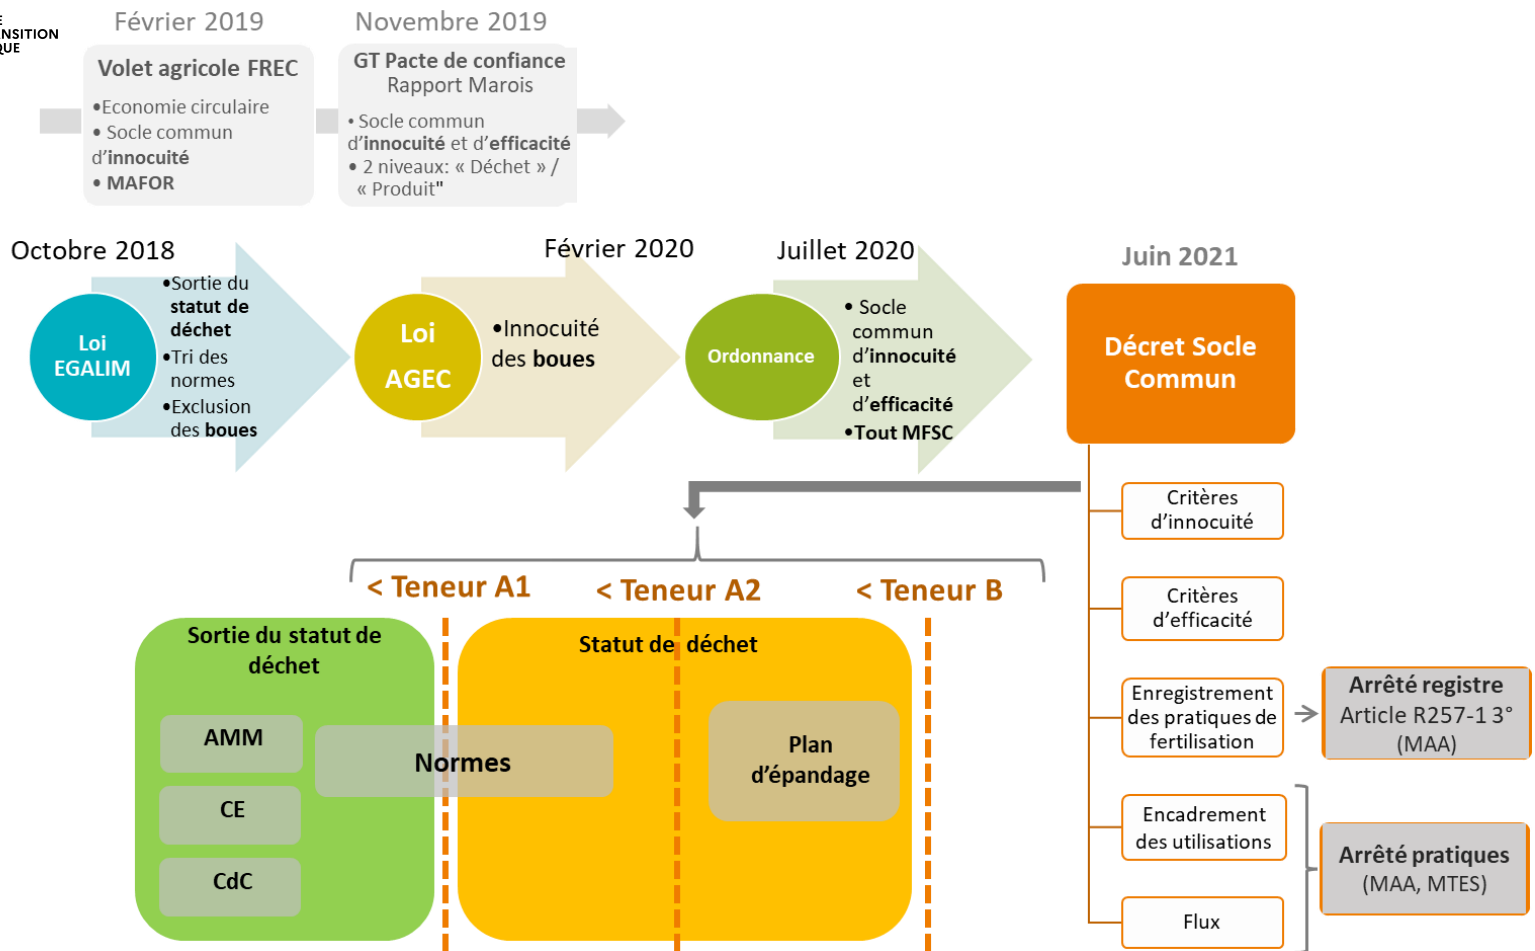 E
NSITION
QUE
Février 2019
Novembre 2019
Volet agricole FREC
•Economie circulaire
• Socle commun
d’innocuité
• MAFOR
GT Pacte de confiance
Rapport Marois
• Socle commun
d’innocuité et d’efficacité
• 2 niveaux: « Déchet » /
« Produit"
Octobre 2018
Février 2020
Juillet 2020
Juin 2021
Loi
EGALIM
•Sortie du
statut de
déchet
•Tri des
normes
•Exclusion
des boues
Loi
AGEC
•Innocuité
des boues
Ordonnance
• Socle
commun
d’innocuité
et
d’efficacité
•Tout MFSC
Décret Socle
Commun
Critères
d’innocuité
Critères
d’efficacité
Enregistrement
des pratiques de
fertilisation
Encadrement
des utilisations
Flux
Arrêté registre
Article R257-1 3°
(MAA)
Arrêté pratiques
(MAA, MTES)
< Teneur A1
< Teneur A2
< Teneur B
Sortie du statut de
déchet
AMM
CE
CdC
Normes
Statut de déchet
Plan
d’épandage